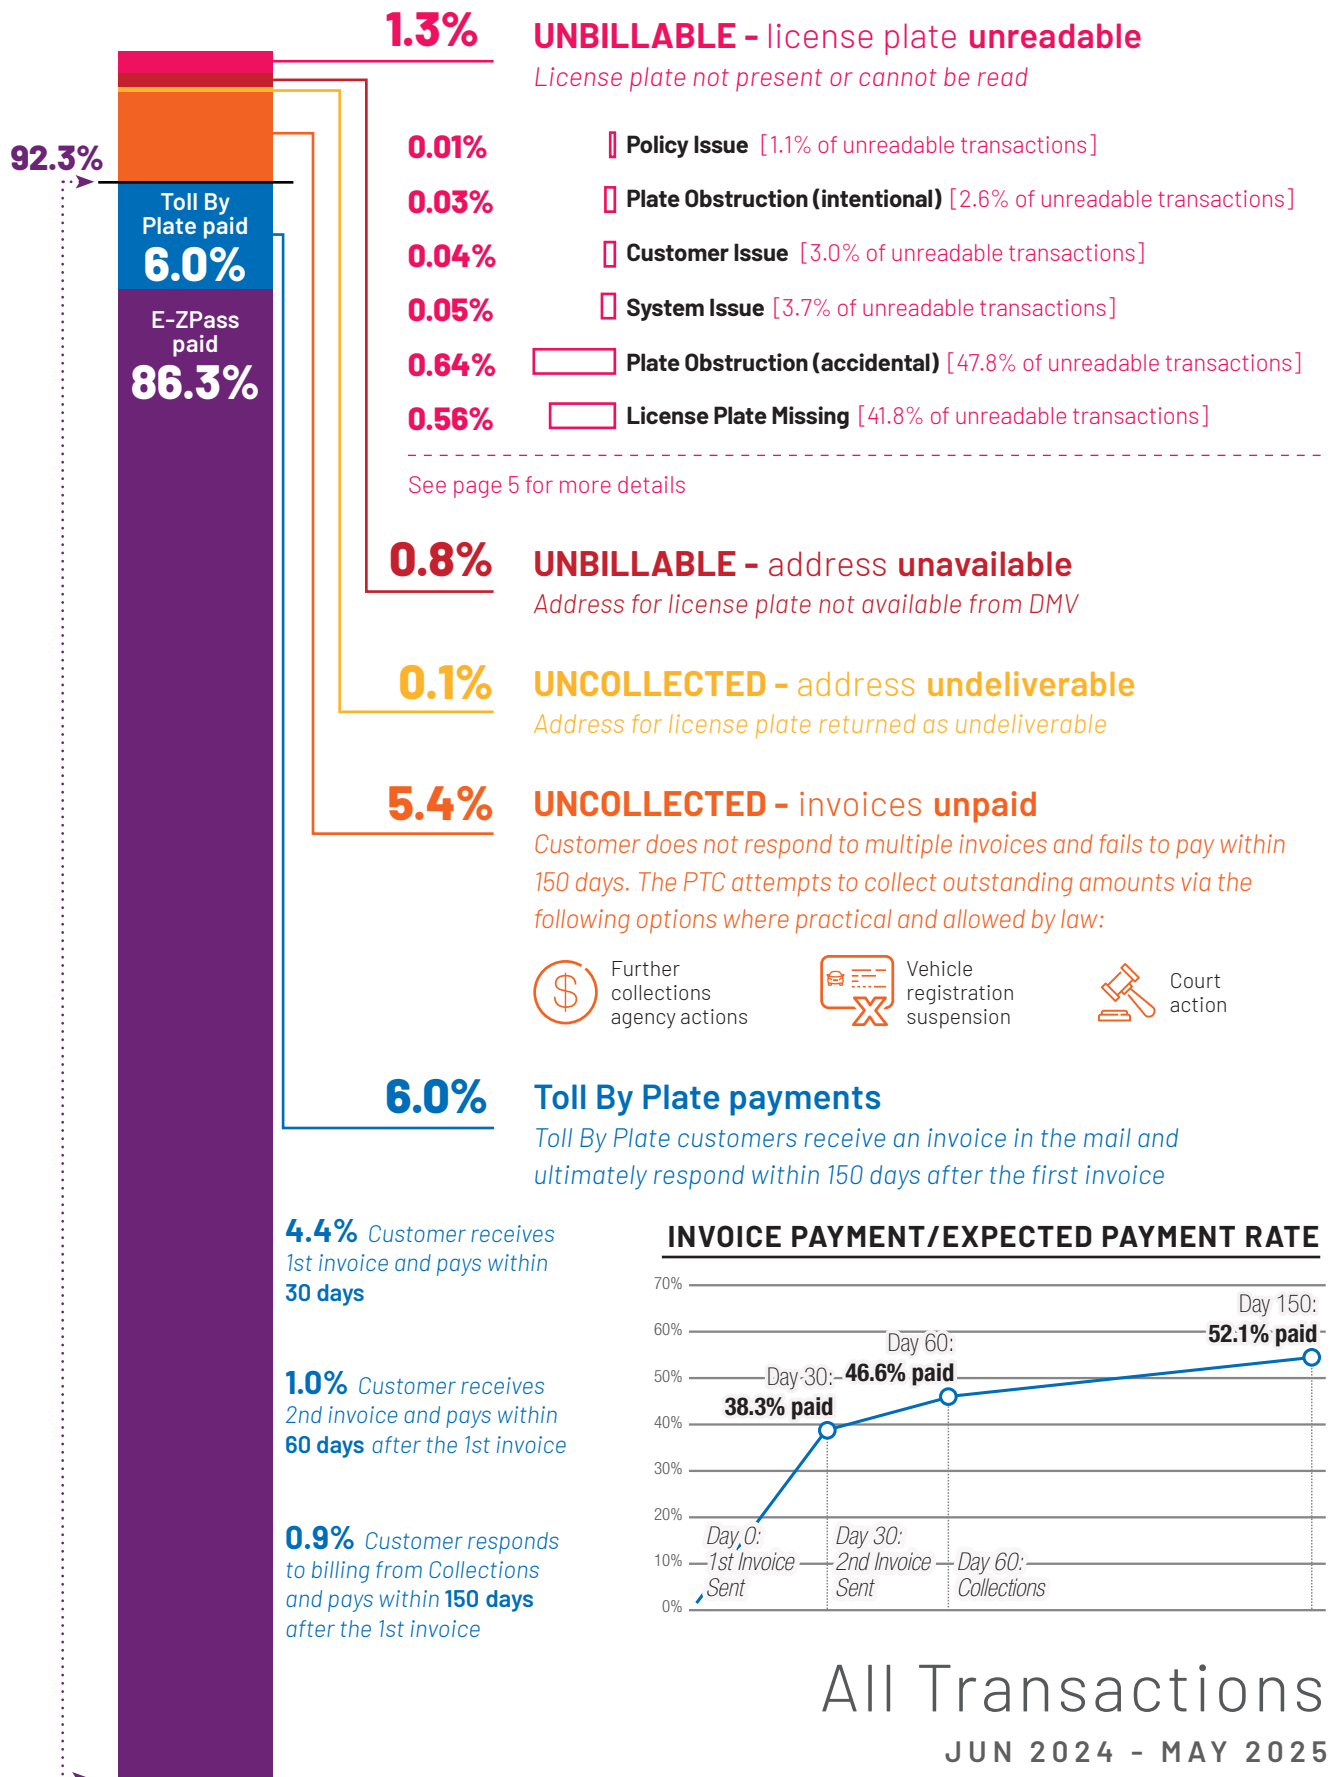 92.3%
Toll By
Plate paid
6.0%
E-ZPass
paid
86.3%
1.3% UNBILLABLE - license plate unreadable
License plate not present or cannot be read
0.01% Policy Issue [1.1% of unreadable transactions]
0.03% Plate Obstruction (intentional) [2.6% of unreadable transactions]
0.04% Customer Issue [3.0% of unreadable transactions]
0.05% System Issue [3.7% of unreadable transactions]
0.64% Plate Obstruction (accidental) [47.8% of unreadable transactions]
0.56% License Plate Missing [41.8% of unreadable transactions]
See page 5 for more details
0.8% UNBILLABLE - address unavailable
Address for license plate not available from DMV
0.1% UNCOLLECTED - address undeliverable
Address for license plate returned as undeliverable
5.4% UNCOLLECTED - invoices unpaid
Customer does not respond to multiple invoices and fails to pay within
150 days. The PTC attempts to collect outstanding amounts via the
following options where practical and allowed by law:
$
Further
collections
agency actions
Vehicle
registration
suspension
Court
action
6.0% Toll By Plate payments
Toll By Plate customers receive an invoice in the mail and
ultimately respond within 150 days after the first invoice
4.4% Customer receives
1st invoice and pays within
30 days
1.0% Customer receives
2nd invoice and pays within
60 days after the 1st invoice
0.9% Customer responds
to billing from Collections
and pays within 150 days
after the 1st invoice
INVOICE PAYMENT/EXPECTED PAYMENT RATE
70%
60%
50%
40%
30%
20%
10%
0%
Day 30:
38.3% paid
Day 60:
46.6% paid
Day 150:
52.1% paid
Day 0:
1st Invoice
Sent
Day 30:
2nd Invoice
Sent
Day 60:
Collections
All Transactions
JUN 2024 - MAY 2025